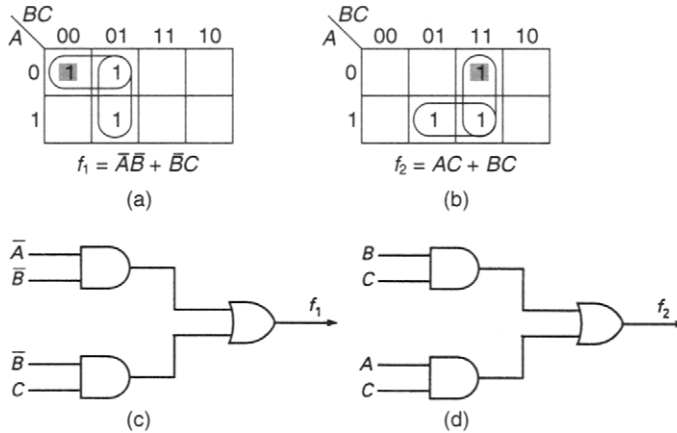 BC BC
A 00 01 11 10 A 00 01 11 10
0 1 1 0 1
1 1 1 1 1
f₁ = A̅B̅ + B̅C f₂ = AC + BC
(a) (b)
A̅ B
B̅ C
f₁ f₂
B̅ A
C C
(c) (d)